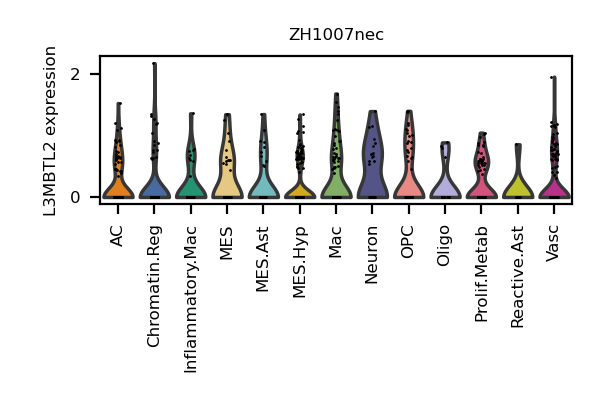 ZH1007nec
L3MBTL2 expression
2
0
AC
Chromatin.Reg
Inflammatory.Mac
MES
MES.Ast
MES.Hyp
Mac
Neuron
OPC
Oligo
Prolif.Metab
Reactive.Ast
Vasc